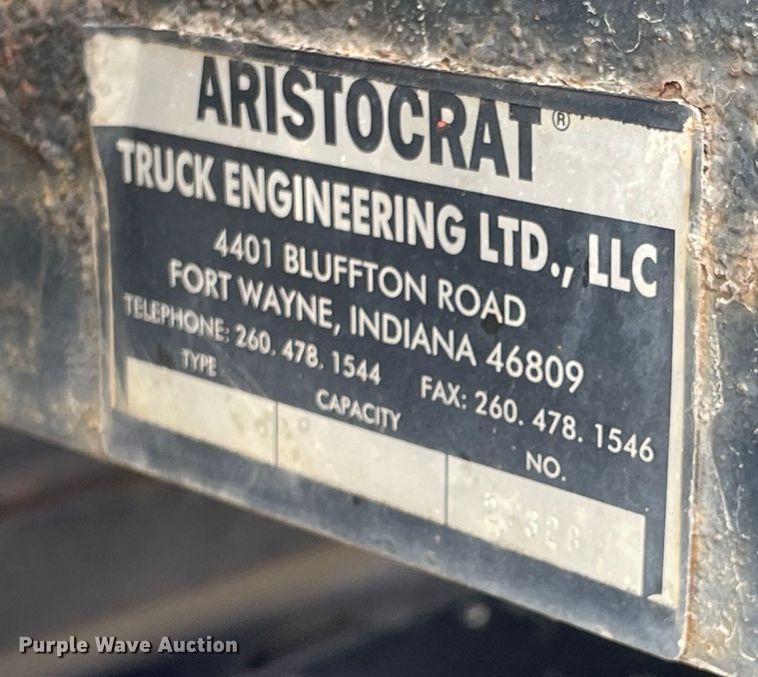 ARISTOCRAT®
TRUCK ENGINEERING LTD., LLC
4401 BLUFFTON ROAD
FORT WAYNE, INDIANA 46809
TELEPHONE: 260. 478. 1544 FAX: 260. 478. 1546
TYPE CAPACITY NO.
Purple Wave Auction